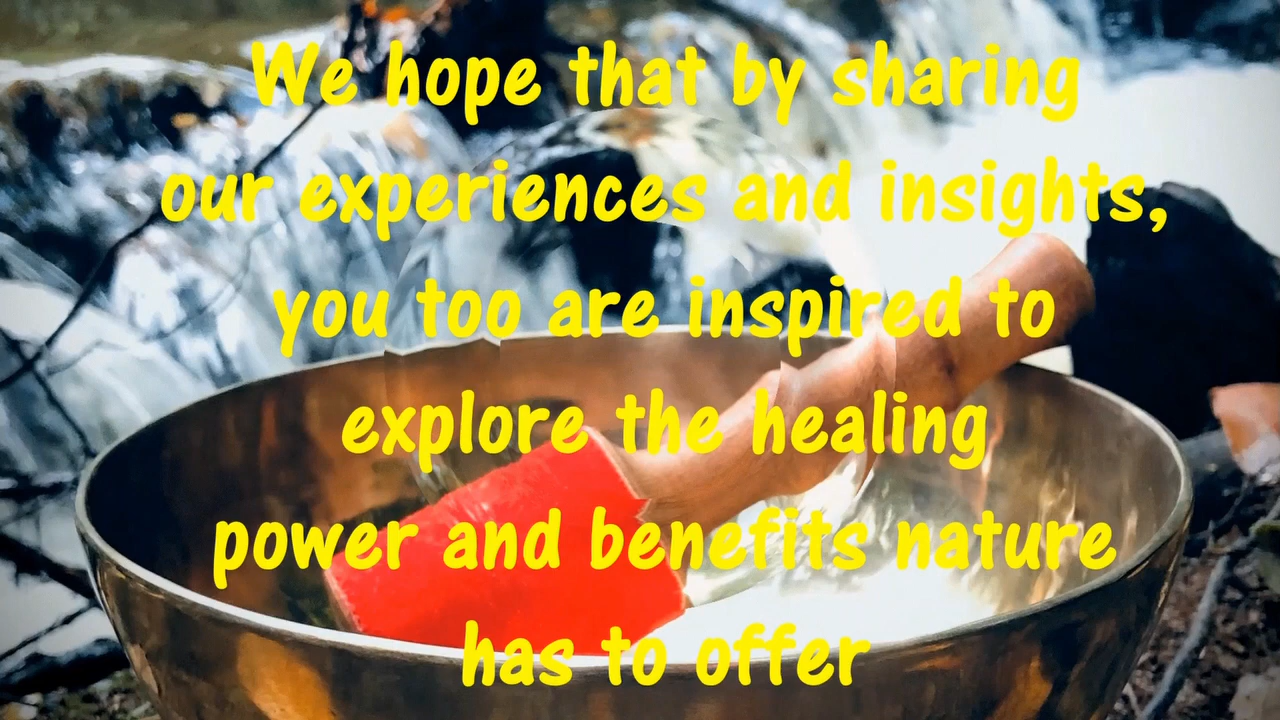 We hope that by sharing
our experiences and insights,
you too are inspired to
explore the healing
power and benefits nature
has to offer